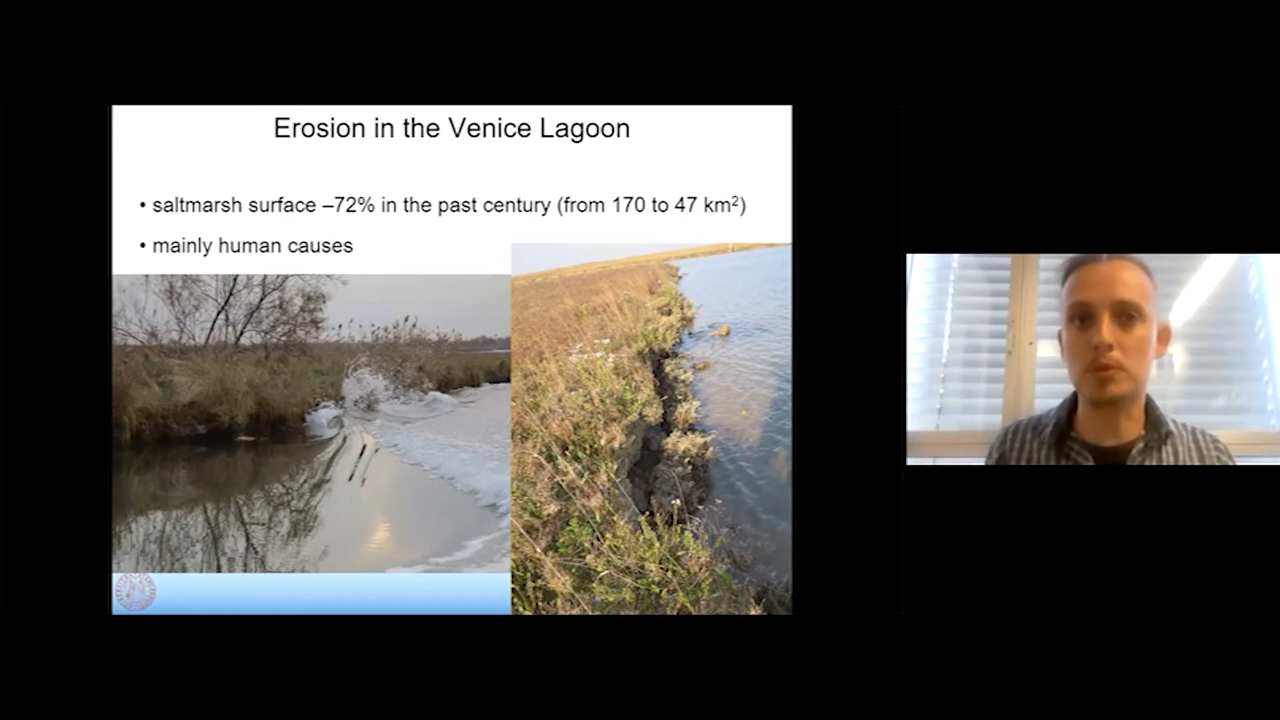 Erosion in the Venice Lagoon
• saltmarsh surface –72% in the past century (from 170 to 47 km²)
• mainly human causes